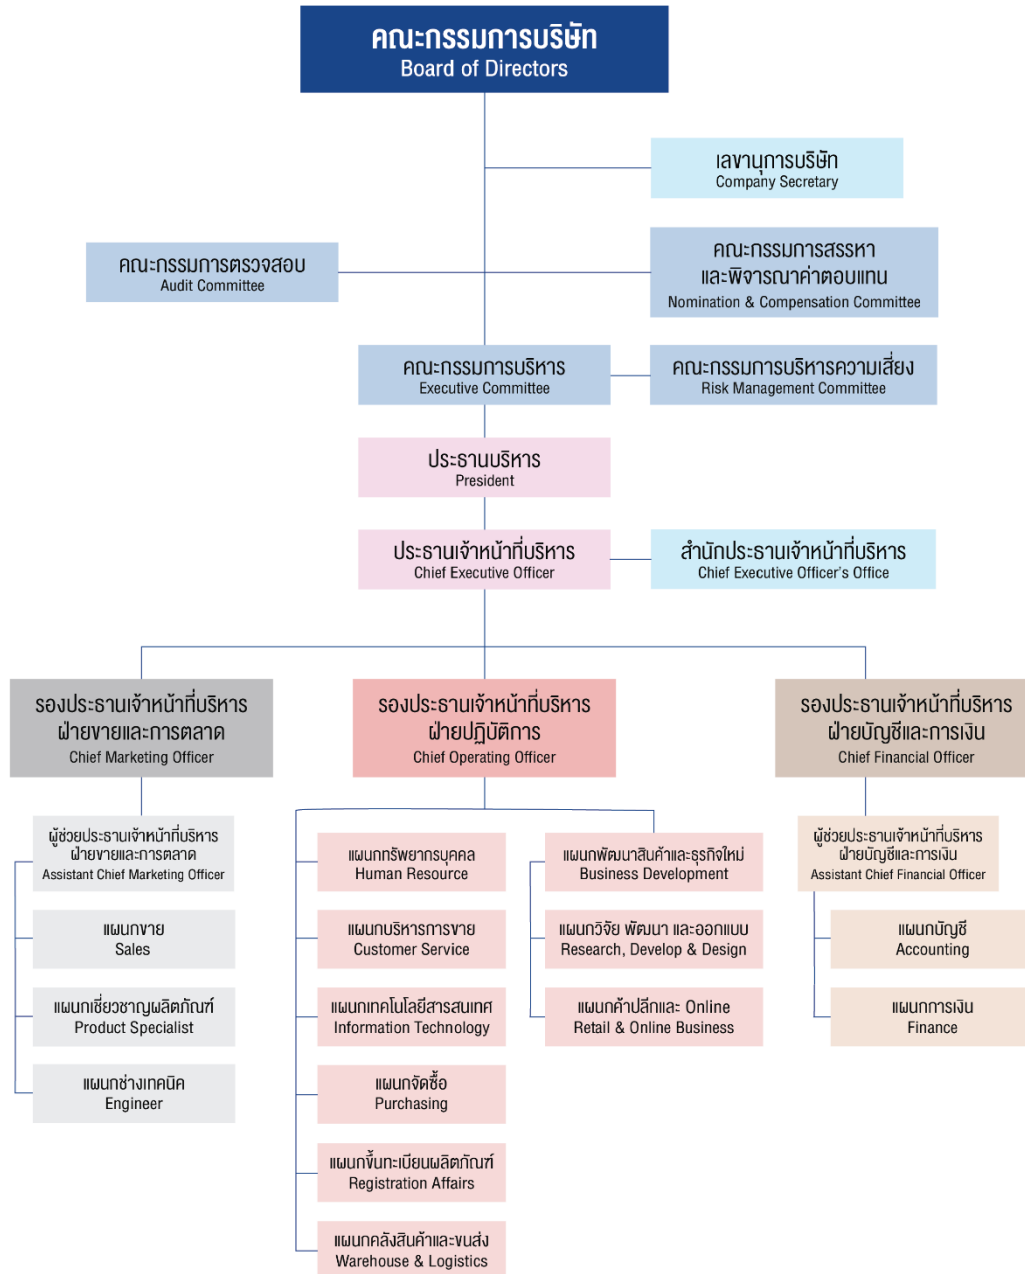 คณะกรรมการบริษัท
Board of Directors
เลขานุการบริษัท
Company Secretary
คณะกรรมการตรวจสอบ
Audit Committee
คณะกรรมการสรรหา
และพิจารณาค่าตอบแทน
Nomination & Compensation Committee
คณะกรรมการบริหาร
Executive Committee
คณะกรรมการบริหารความเสี่ยง
Risk Management Committee
ประธานบริหาร
President
ประธานเจ้าหน้าที่บริหาร
Chief Executive Officer
สำนักประธานเจ้าหน้าที่บริหาร
Chief Executive Officer's Office
รองประธานเจ้าหน้าที่บริหาร
ฝ่ายขายและการตลาด
Chief Marketing Officer
รองประธานเจ้าหน้าที่บริหาร
ฝ่ายปฏิบัติการ
Chief Operating Officer
รองประธานเจ้าหน้าที่บริหาร
ฝ่ายบัญชีและการเงิน
Chief Financial Officer
ผู้ช่วยประธานเจ้าหน้าที่บริหาร
ฝ่ายขายและการตลาด
Assistant Chief Marketing Officer
แผนกขาย
Sales
แผนกเชี่ยวชาญผลิตภัณฑ์
Product Specialist
แผนกช่างเทคนิค
Engineer
แผนกทรัพยากรบุคคล
Human Resource
แผนกบริหารการขาย
Customer Service
แผนกเทคโนโลยีสารสนเทศ
Information Technology
แผนกจัดซื้อ
Purchasing
แผนกขึ้นทะเบียนผลิตภัณฑ์
Registration Affairs
แผนกคลังสินค้าและขนส่ง
Warehouse & Logistics
แผนกพัฒนาสินค้าและธุรกิจใหม่
Business Development
แผนกวิจัย พัฒนา และออกแบบ
Research, Develop & Design
แผนกค้าปลีกและ Online
Retail & Online Business
ผู้ช่วยประธานเจ้าหน้าที่บริหาร
ฝ่ายบัญชีและการเงิน
Assistant Chief Financial Officer
แผนกบัญชี
Accounting
แผนกการเงิน
Finance